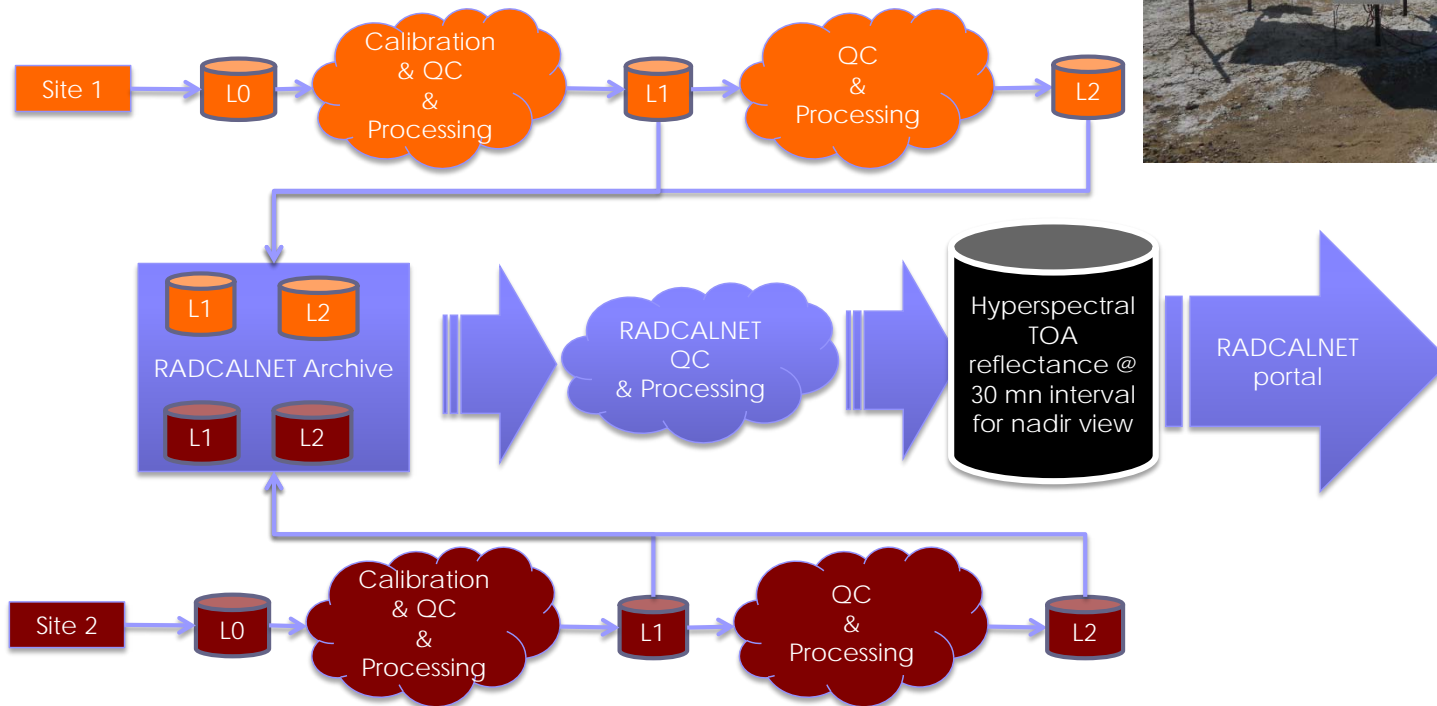 Site 1
L0
Calibration
& QC
&
Processing
L1
QC
&
Processing
L2
L1
L2
RADCALNET Archive
L1
L2
RADCALNET
QC
& Processing
Hyperspectral
TOA
reflectance @
30 mn interval
for nadir view
RADCALNET
portal
Site 2
L0
Calibration
& QC
&
Processing
L1
QC
&
Processing
L2